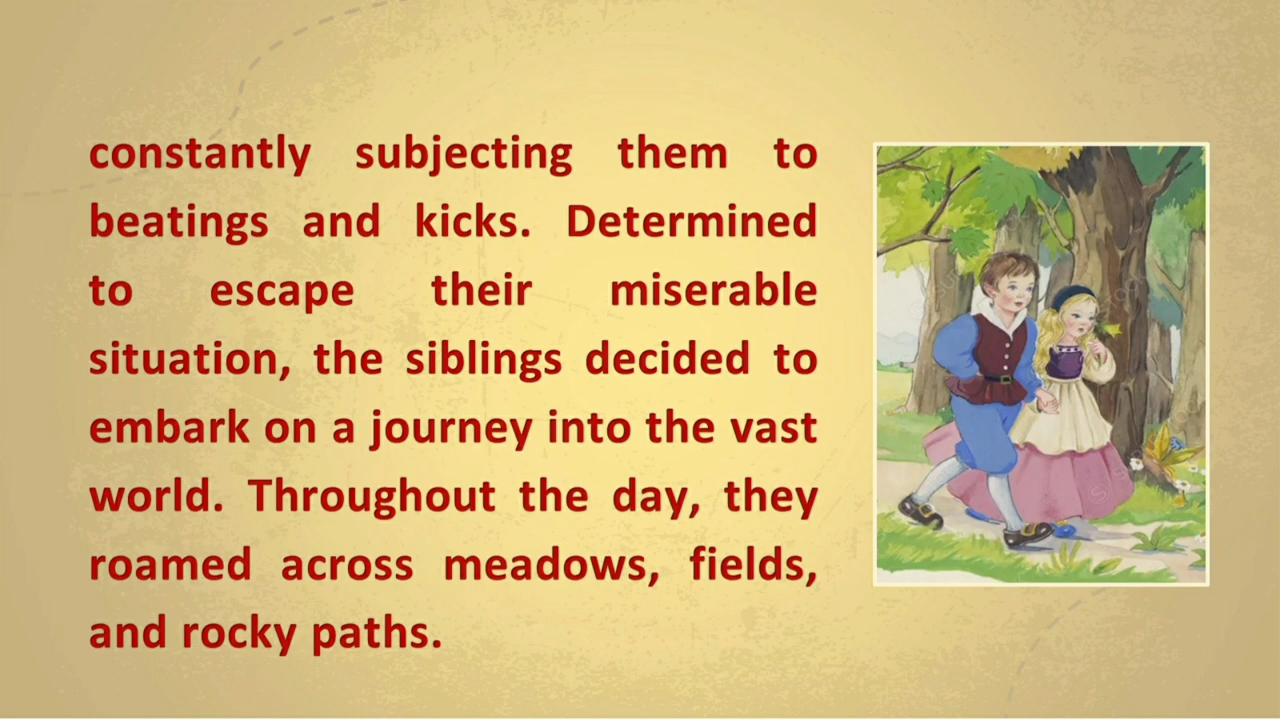 constantly subjecting them to
beatings and kicks. Determined
to escape their miserable
situation, the siblings decided to
embark on a journey into the vast
world. Throughout the day, they
roamed across meadows, fields,
and rocky paths.